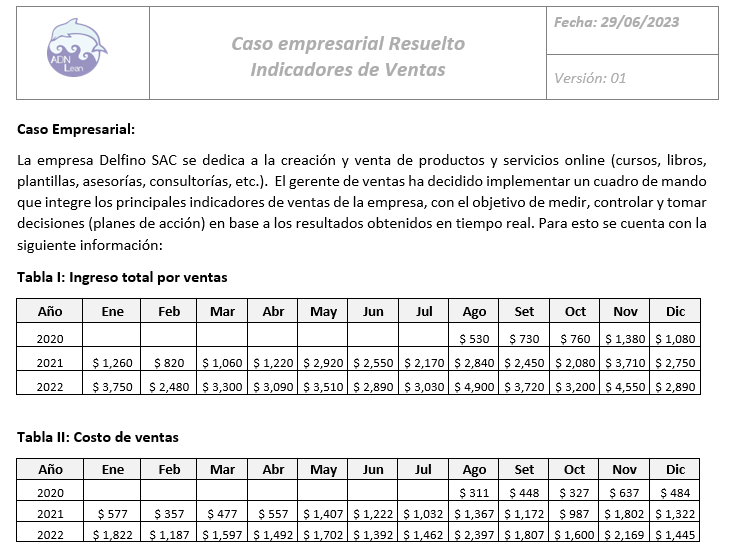 ADN
Lean
Caso empresarial Resuelto
Indicadores de Ventas
Fecha: 29/06/2023
Versión: 01
Caso Empresarial:
La empresa Delfino SAC se dedica a la creación y venta de productos y servicios online (cursos, libros,
plantillas, asesorías, consultorías, etc.). El gerente de ventas ha decidido implementar un cuadro de mando
que integre los principales indicadores de ventas de la empresa, con el objetivo de medir, controlar y tomar
decisiones (planes de acción) en base a los resultados obtenidos en tiempo real. Para esto se cuenta con la
siguiente información:
Tabla I: Ingreso total por ventas
Año Ene Feb Mar Abr May Jun Jul Ago Set Oct Nov Dic
2020 $ 530 $ 730 $ 760 $ 1,380 $ 1,080
2021 $ 1,260 $ 820 $ 1,060 $ 1,220 $ 2,920 $ 2,550 $ 2,170 $ 2,840 $ 2,450 $ 2,080 $ 3,710 $ 2,750
2022 $ 3,750 $ 2,480 $ 3,300 $ 3,090 $ 3,510 $ 2,890 $ 3,030 $ 4,900 $ 3,720 $ 3,200 $ 4,550 $ 2,890
Tabla II: Costo de ventas
Año Ene Feb Mar Abr May Jun Jul Ago Set Oct Nov Dic
2020 $ 311 $ 448 $ 327 $ 637 $ 484
2021 $ 577 $ 357 $ 477 $ 557 $ 1,407 $ 1,222 $ 1,032 $ 1,367 $ 1,172 $ 987 $ 1,802 $ 1,322
2022 $ 1,822 $ 1,187 $ 1,597 $ 1,492 $ 1,702 $ 1,392 $ 1,462 $ 2,397 $ 1,807 $ 1,600 $ 2,169 $ 1,445